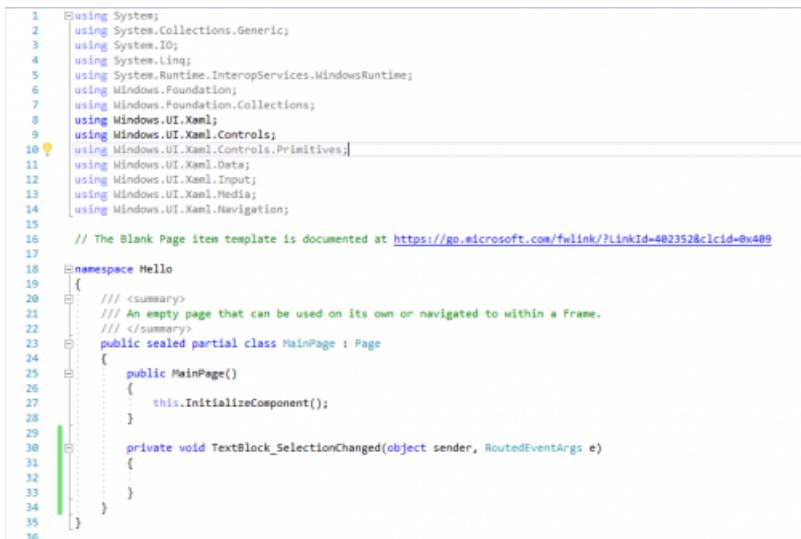 1 using System;
2 using System.Collections.Generic;
3 using System.IO;
4 using System.Linq;
5 using System.Runtime.InteropServices.WindowsRuntime;
6 using Windows.Foundation;
7 using Windows.Foundation.Collections;
8 using Windows.UI.Xaml;
9 using Windows.UI.Xaml.Controls;
10 using Windows.UI.Xaml.Controls.Primitives;
11 using Windows.UI.Xaml.Data;
12 using Windows.UI.Xaml.Input;
13 using Windows.UI.Xaml.Media;
14 using Windows.UI.Xaml.Navigation;
15
16 // The Blank Page item template is documented at https://go.microsoft.com/fwlink/?LinkId=402352&clcid=0x409
17
18 namespace Hello
19 {
20 /// <summary>
21 /// An empty page that can be used on its own or navigated to within a Frame.
22 /// </summary>
23 public sealed partial class MainPage : Page
24 {
25 public MainPage()
26 {
27 this.InitializeComponent();
28 }
29
30 private void TextBlock_SelectionChanged(object sender, RoutedEventArgs e)
31 {
32
33 }
34 }
35 }
36